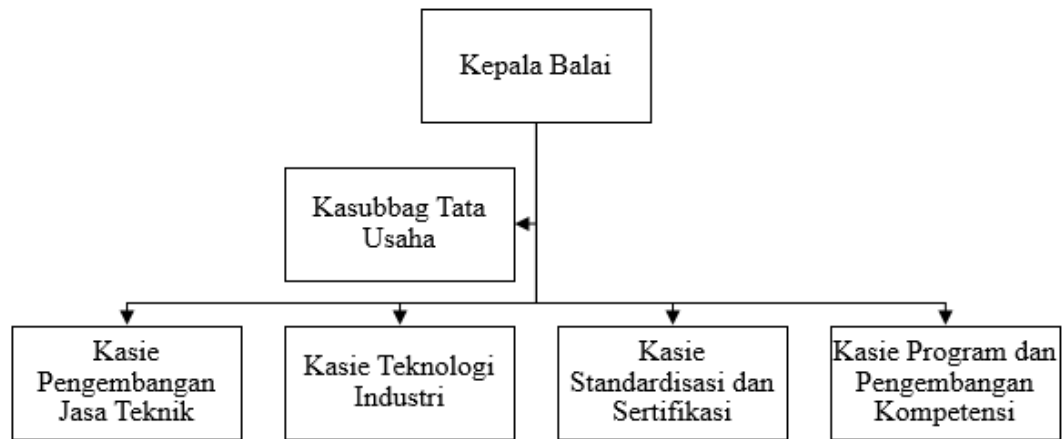 Kepala Balai
Kasubbag Tata
Usaha
Kasie
Pengembangan
Jasa Teknik
Kasie Teknologi
Industri
Kasie
Standardisasi dan
Sertifikasi
Kasie Program dan
Pengembangan
Kompetensi